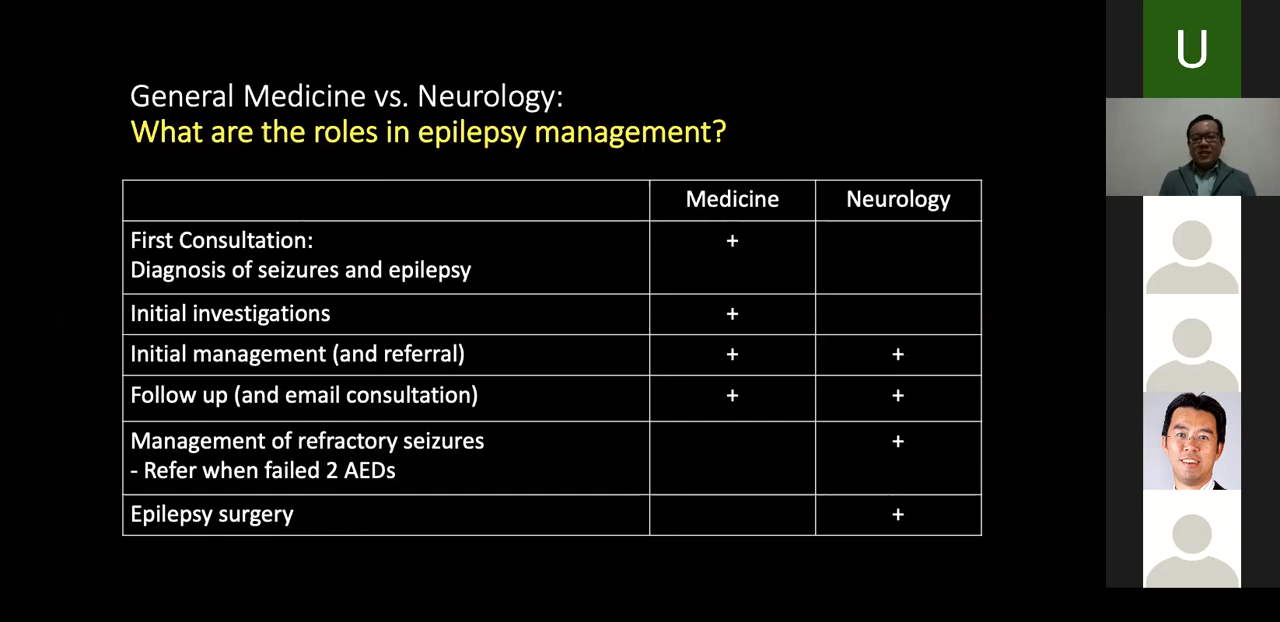 General Medicine vs. Neurology:
What are the roles in epilepsy management?
Medicine Neurology
First Consultation: +
Diagnosis of seizures and epilepsy
Initial investigations +
Initial management (and referral) + +
Follow up (and email consultation) + +
Management of refractory seizures +
- Refer when failed 2 AEDs
Epilepsy surgery +
U